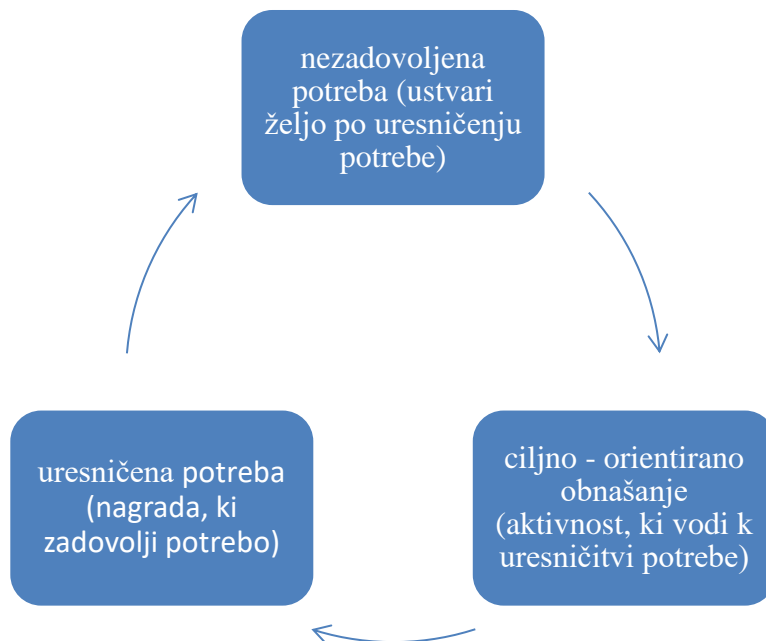 nezadovoljena
potreba (ustvari
željo po uresničenju
potrebe)
ciljno - orientirano
obnašanje
(aktivnost, ki vodi k
uresničitvi potrebe)
uresničena potreba
(nagrada, ki
zadovolji potrebo)